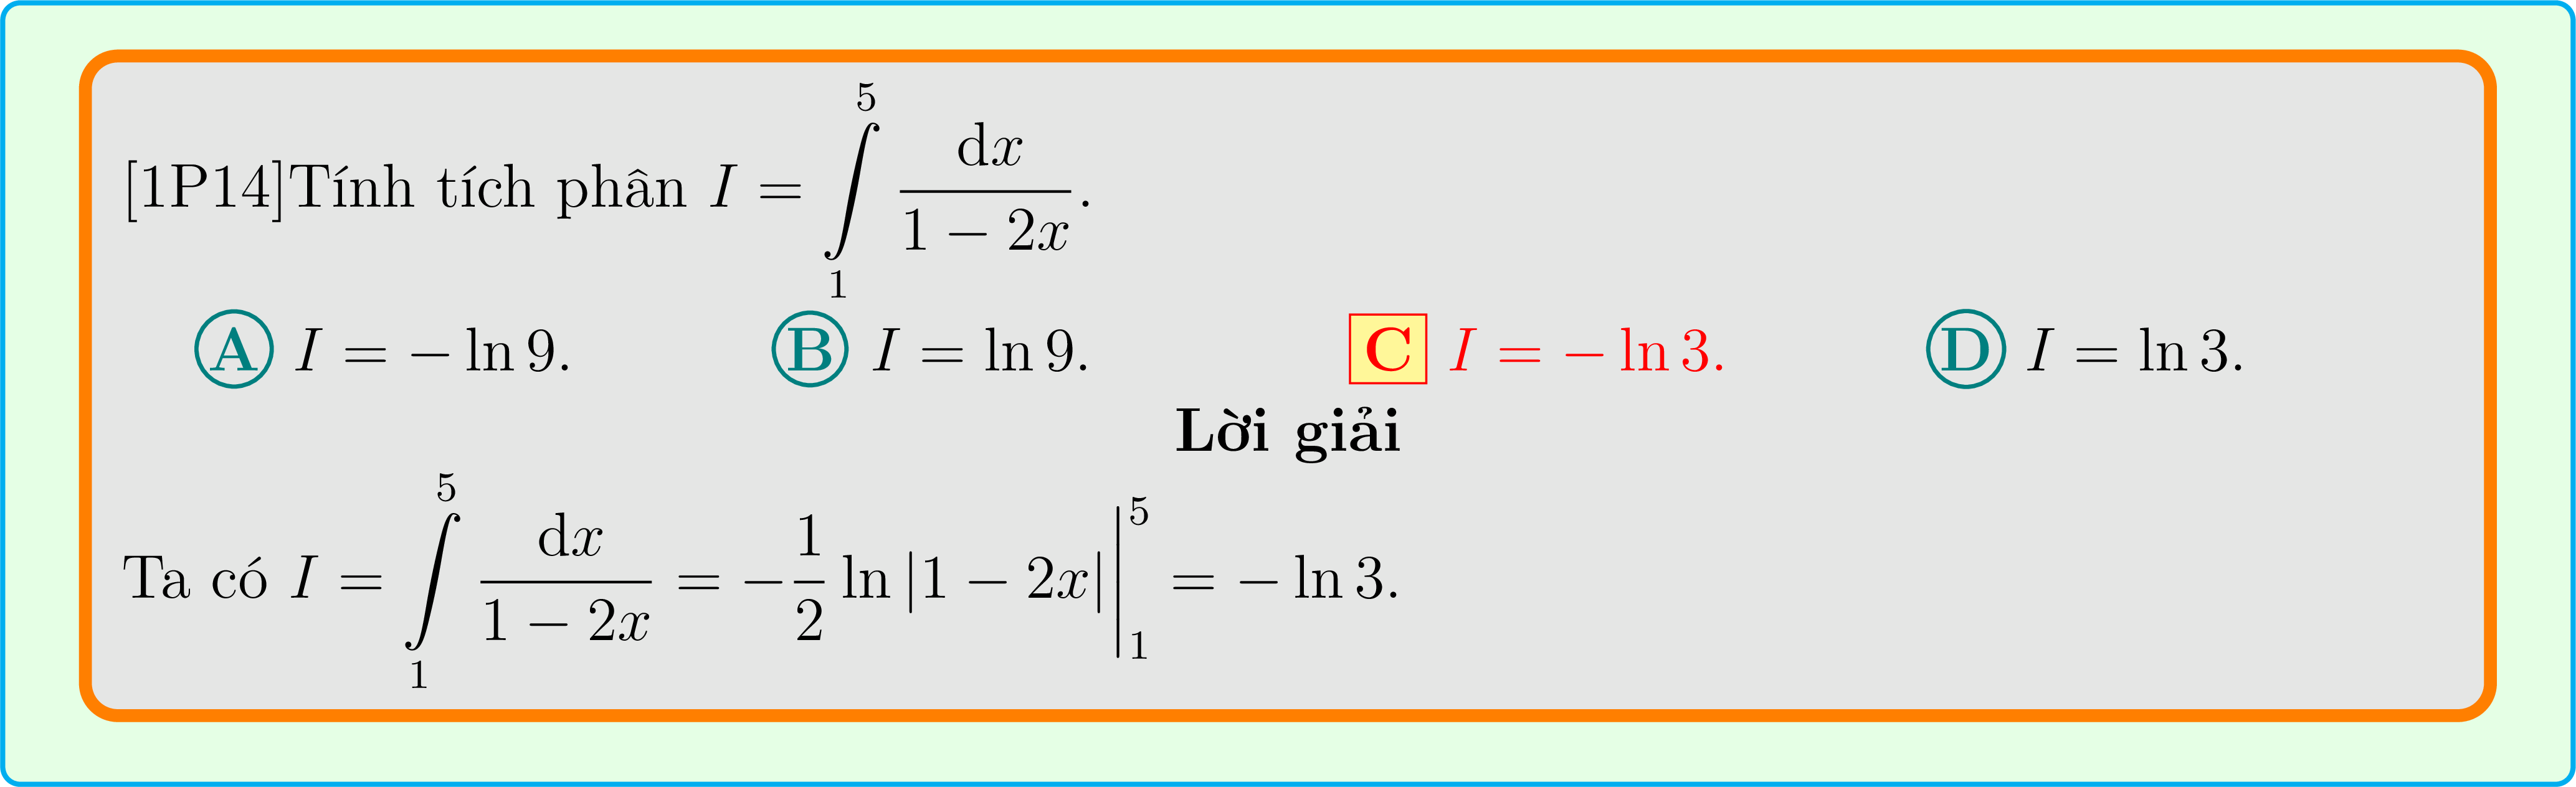 [1P14]Tính tích phân $I = \int\limits_{1}^{5} \frac{\mathrm{d}x}{1-2x}$.
A $I = -\ln 9$. B $I = \ln 9$. C $I = -\ln 3$. D $I = \ln 3$.
Lời giải
Ta có $I = \int\limits_{1}^{5} \frac{\mathrm{d}x}{1-2x} = -\frac{1}{2} \ln |1-2x| \Big|_{1}^{5} = -\ln 3$.